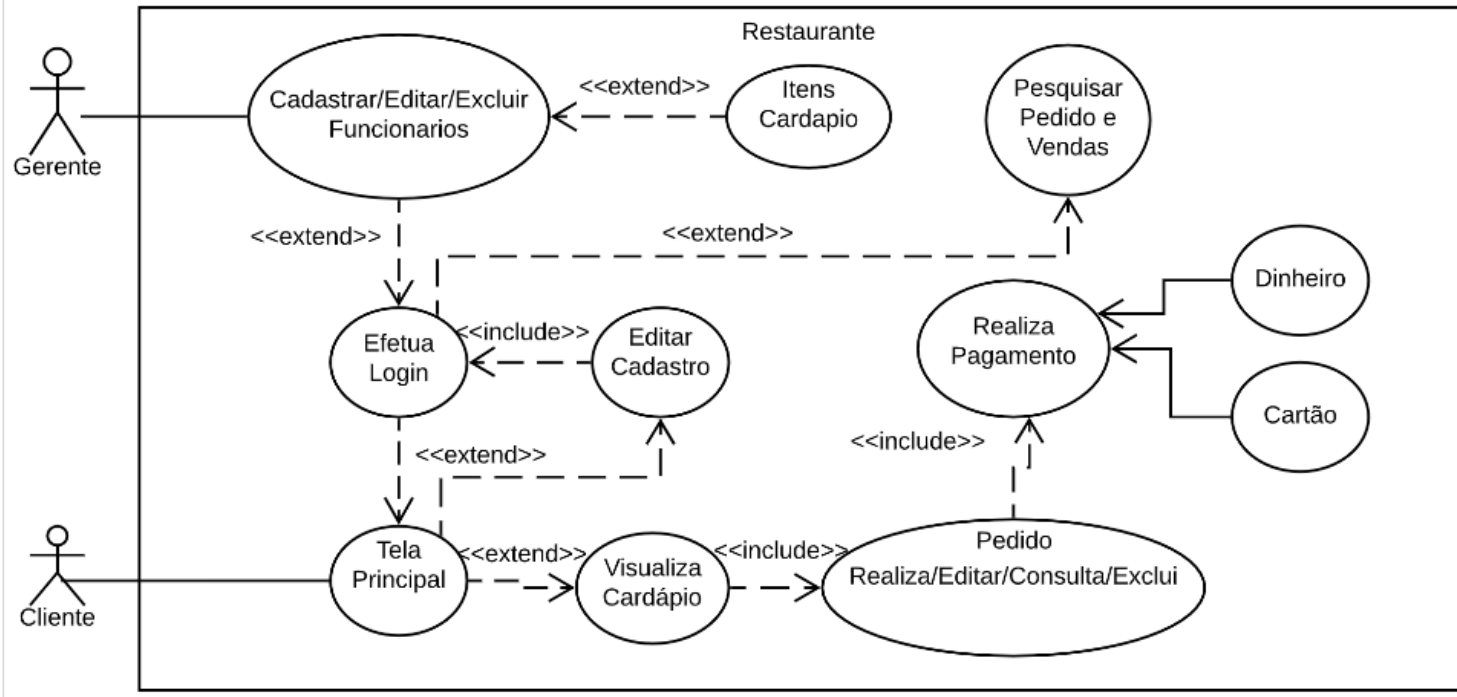 Restaurante
Gerente
Cadastrar/Editar/Excluir
Funcionarios
<<extend>>
Itens
Cardapio
Pesquisar
Pedido e
Vendas
<<extend>>
<<extend>>
Efetua
Login
<<include>>
Editar
Cadastro
Realiza
Pagamento
Dinheiro
Cartão
<<extend>>
<<include>>
Cliente
Tela
Principal
<<extend>>
Visualiza
Cardápio
<<include>>
Pedido
Realiza/Editar/Consulta/Exclui